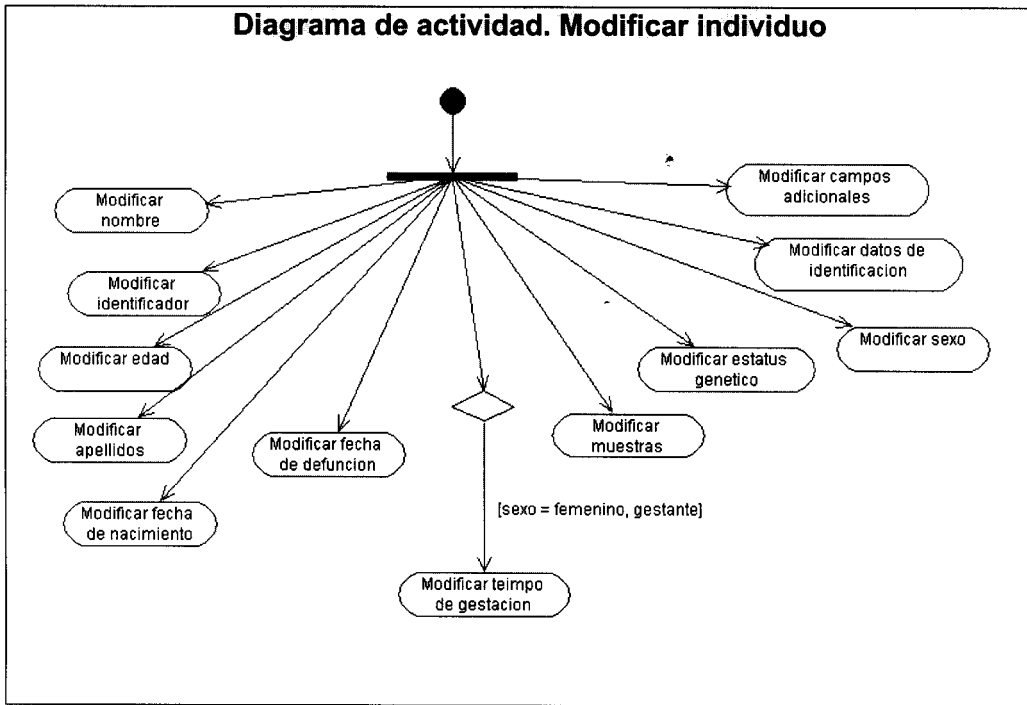 Diagrama de actividad. Modificar individuo
Modificar
nombre
Modificar campos
adicionales
Modificar datos de
identificacion
Modificar
identificador
Modificar sexo
Modificar edad
Modificar estatus
genetico
Modificar
apellidos
Modificar fecha
de defuncion
Modificar
muestras
Modificar fecha
de nacimiento
[sexo = femenino, gestante]
Modificar teimpo
de gestacion